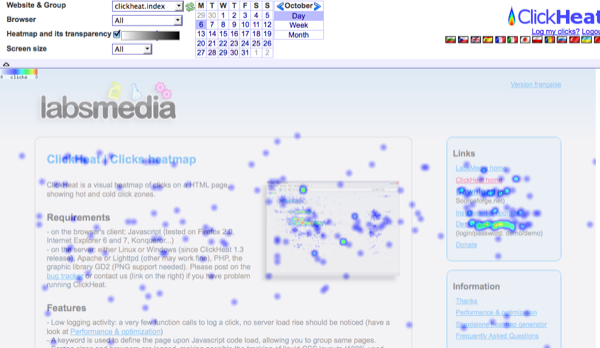 Website & Group clickheat.index
Browser All
Heatmap and its transparency
Screen size All
M T W T F S S
29 30 1 2 3 4 5
6 7 8 9 10 11 12
13 14 15 16 17 18 19
20 21 22 23 24 25 26
27 28 29 30 31 1 2
October
Day
Week
Month
ClickHeat
Log my clicks? Logou
0 clicks
Version française
labsmedia
ClickHeat | Clicks heatmap
ClickHeat is a visual heatmap of clicks on a HTML page,
showing hot and cold click zones.
Requirements
- on the browser's client: Javascript (tested on Firefox 2.0,
Internet Explorer 6 and 7, Konqueror...)
- on the server: either Linux or Windows (since ClickHeat 1.3
release), Apache or Lighttpd (other may work fine), PHP, the
graphic library GD2 (PNG support needed). Please post on the
bug tracker or contact us (link on the right) if you have problem
running ClickHeat.
Features
- Low logging activity: a very few function calls to log a click, no server load rise should be noticed (have a
look at Performance & optimization)
- A keyword is used to define the page upon Javascript code load, allowing you to group same pages.
Links
LabsMedia home
ClickHeat home
Sourceforge.net)
(login/password: demo/demo)
Donate
Information
Thanks
Performance & optimization
Standalone heatmap generator
Frequently Asked Questions